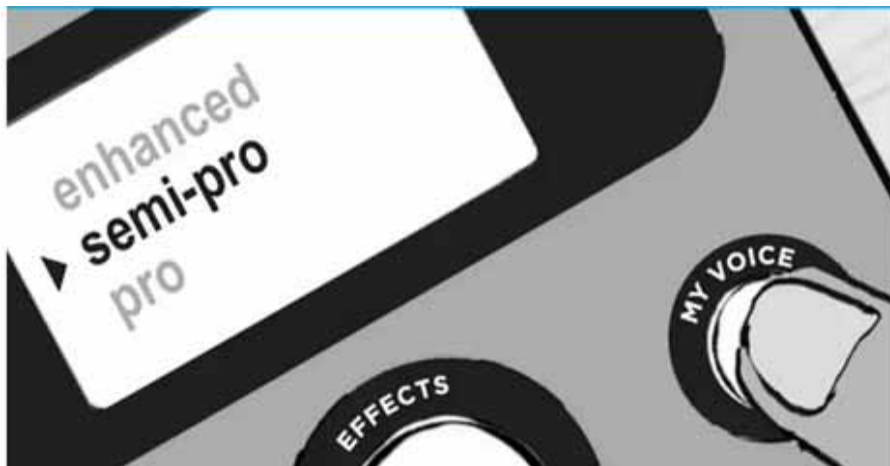 enhanced
semi-pro
pro
MY VOICE
EFFECTS